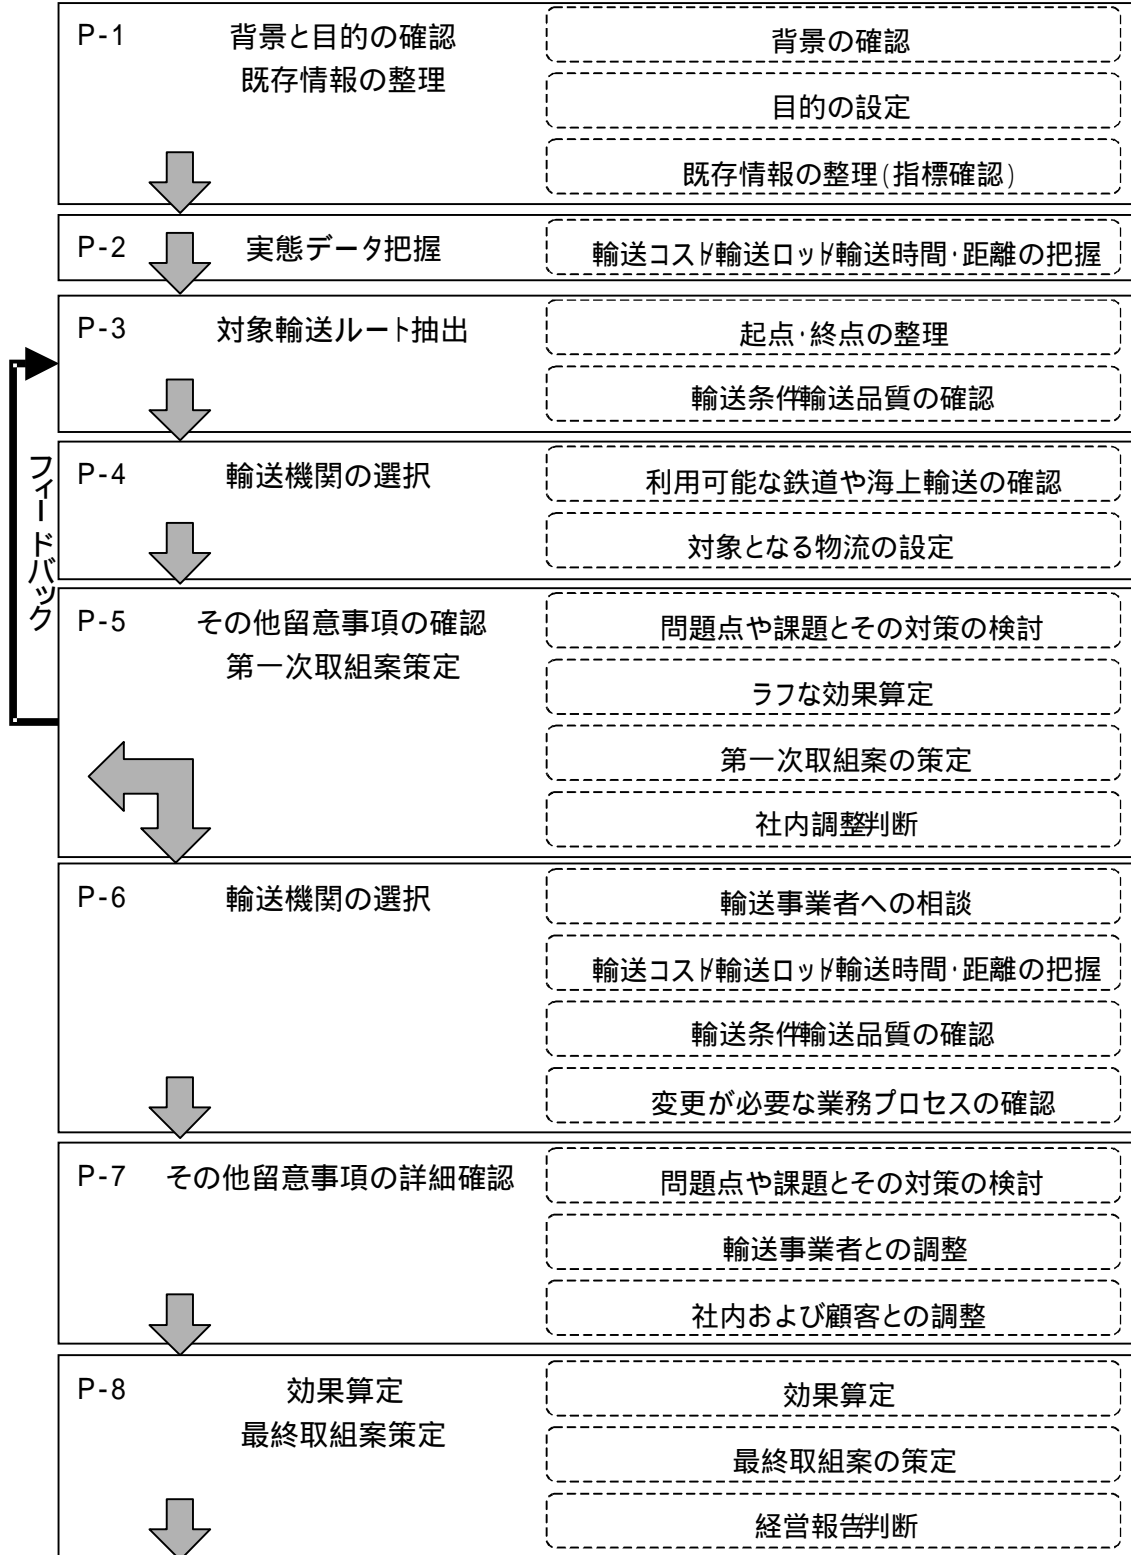 P-1
背景と目的の確認
既存情報の整理
背景の確認
目的の設定
既存情報の整理(指標確認)
P-2
実態データ把握
輸送コスト・輸送ロット・輸送時間・距離の把握
P-3
対象輸送ルート抽出
起点・終点の整理
輸送条件・輸送品質の確認
フィードバック
P-4
輸送機関の選択
利用可能な鉄道や海上輸送の確認
対象となる物流の設定
P-5
その他留意事項の確認
第一次取組案策定
問題点や課題とその対策の検討
ラフな効果算定
第一次取組案の策定
社内調整・判断
P-6
輸送機関の選択
輸送事業者への相談
輸送コスト・輸送ロット・輸送時間・距離の把握
輸送条件・輸送品質の確認
変更が必要な業務プロセスの確認
P-7
その他留意事項の詳細確認
問題点や課題とその対策の検討
輸送事業者との調整
社内および顧客との調整
P-8
効果算定
最終取組案策定
効果算定
最終取組案の策定
経営報告・判断